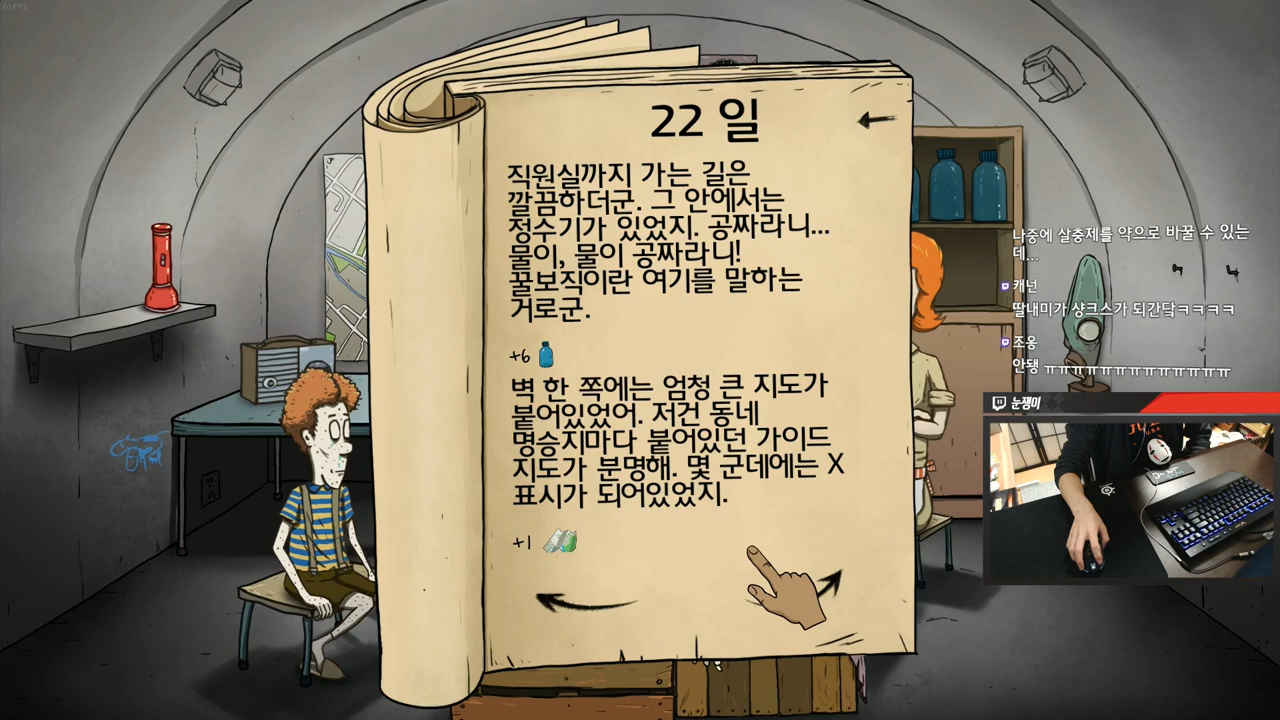 60 FPS
22 일
직원실까지 가는 길은
깔끔하더군. 그 안에서는
정수기가 있었지. 공짜라니...
물이, 물이 공짜라니!
꿀보직이란 여기를 말하는
거로군.
+6
벽 한 쪽에는 엄청 큰 지도가
붙어있었어. 저건 동네
명승지마다 붙어있던 가이드
지도가 분명해. 몇 군데에는 X
표시가 되어있었지.
+1
나중에 살충제를 약으로 바꿀 수 있는
데...
캐넌
딸내미가 샹크스가 되간닼ㅋㅋㅋㅋ
조옹
안됑 ㅠㅠㅠㅠㅠㅠㅠㅠㅠㅠㅠㅠㅠㅠ
눈쟁이